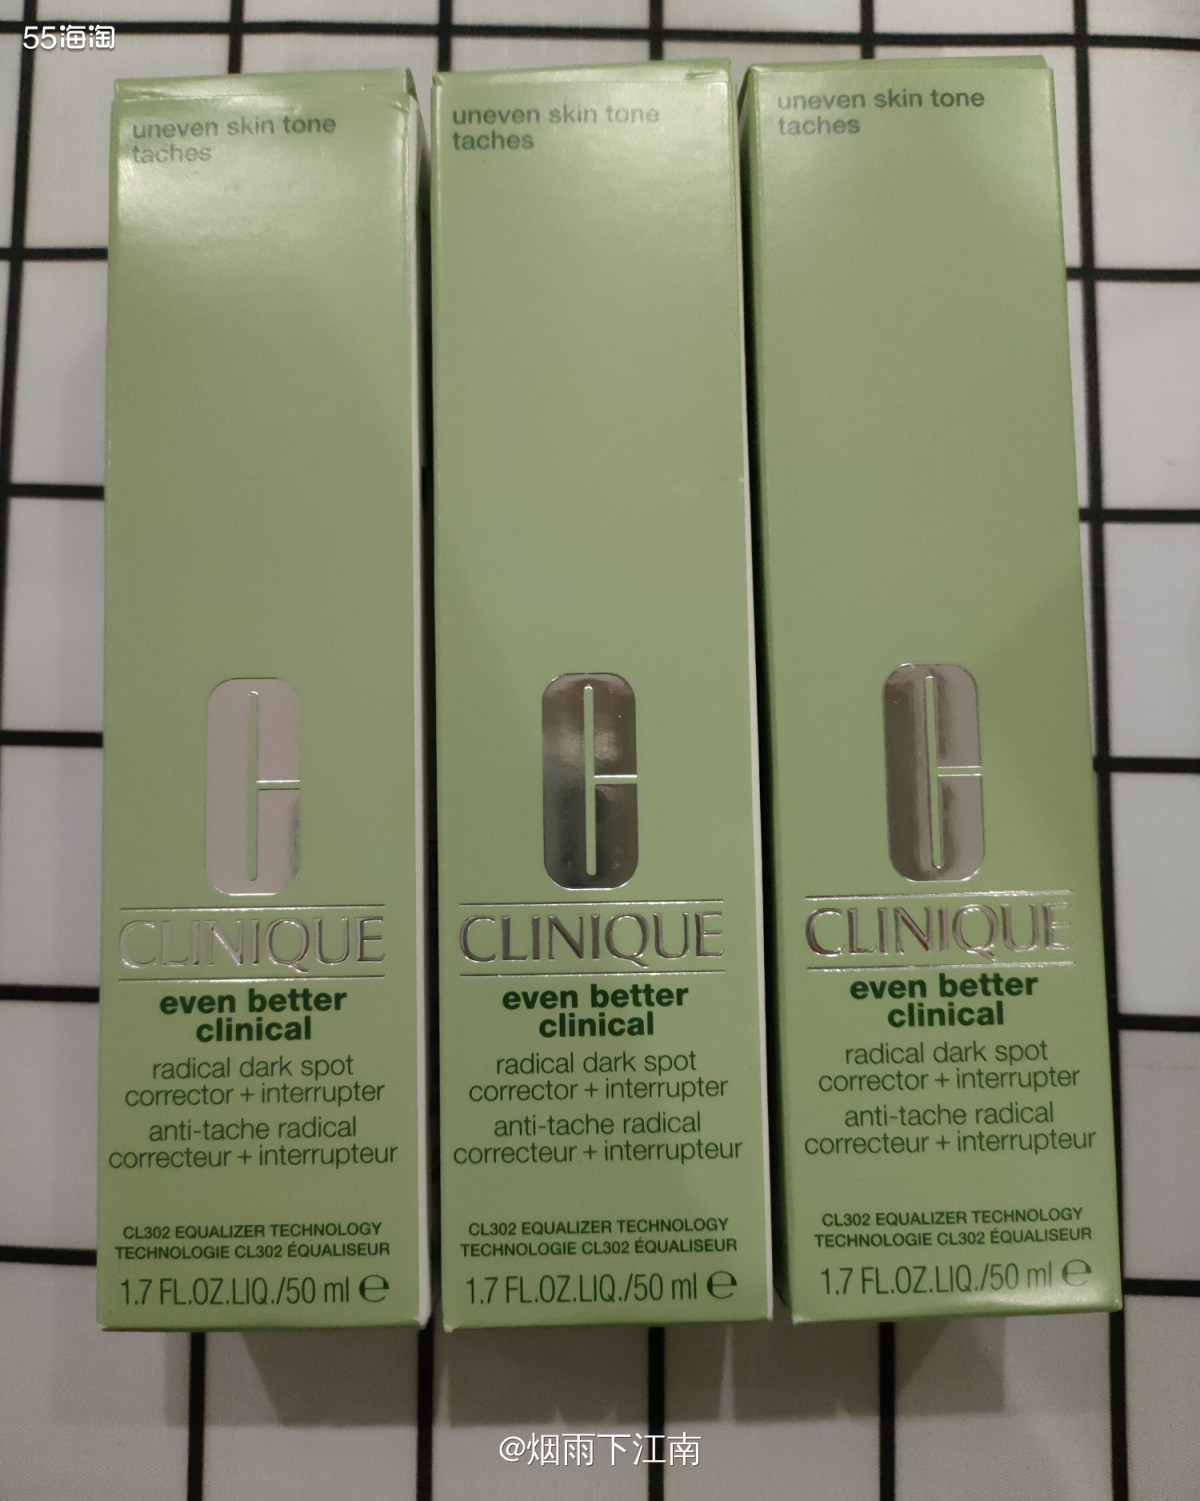 55海淘
uneven skin tone
taches
CLINIQUE
even better
clinical
radical dark spot
corrector + interrupter
anti-tache radical
correcteur + interrupteur
CL302 EQUALIZER TECHNOLOGY
TECHNOLOGIE CL302 ÉQUALISEUR
1.7 FL.OZ.LIQ./50 ml ℮
uneven skin tone
taches
CLINIQUE
even better
clinical
radical dark spot
corrector + interrupter
anti-tache radical
correcteur + interrupteur
CL302 EQUALIZER TECHNOLOGY
TECHNOLOGIE CL302 ÉQUALISEUR
1.7 FL.OZ.LIQ./50 ml ℮
uneven skin tone
taches
CLINIQUE
even better
clinical
radical dark spot
corrector + interrupter
anti-tache radical
correcteur + interrupteur
CL302 EQUALIZER TECHNOLOGY
TECHNOLOGIE CL302 ÉQUALISEUR
1.7 FL.OZ.LIQ./50 ml ℮
@烟雨下江南